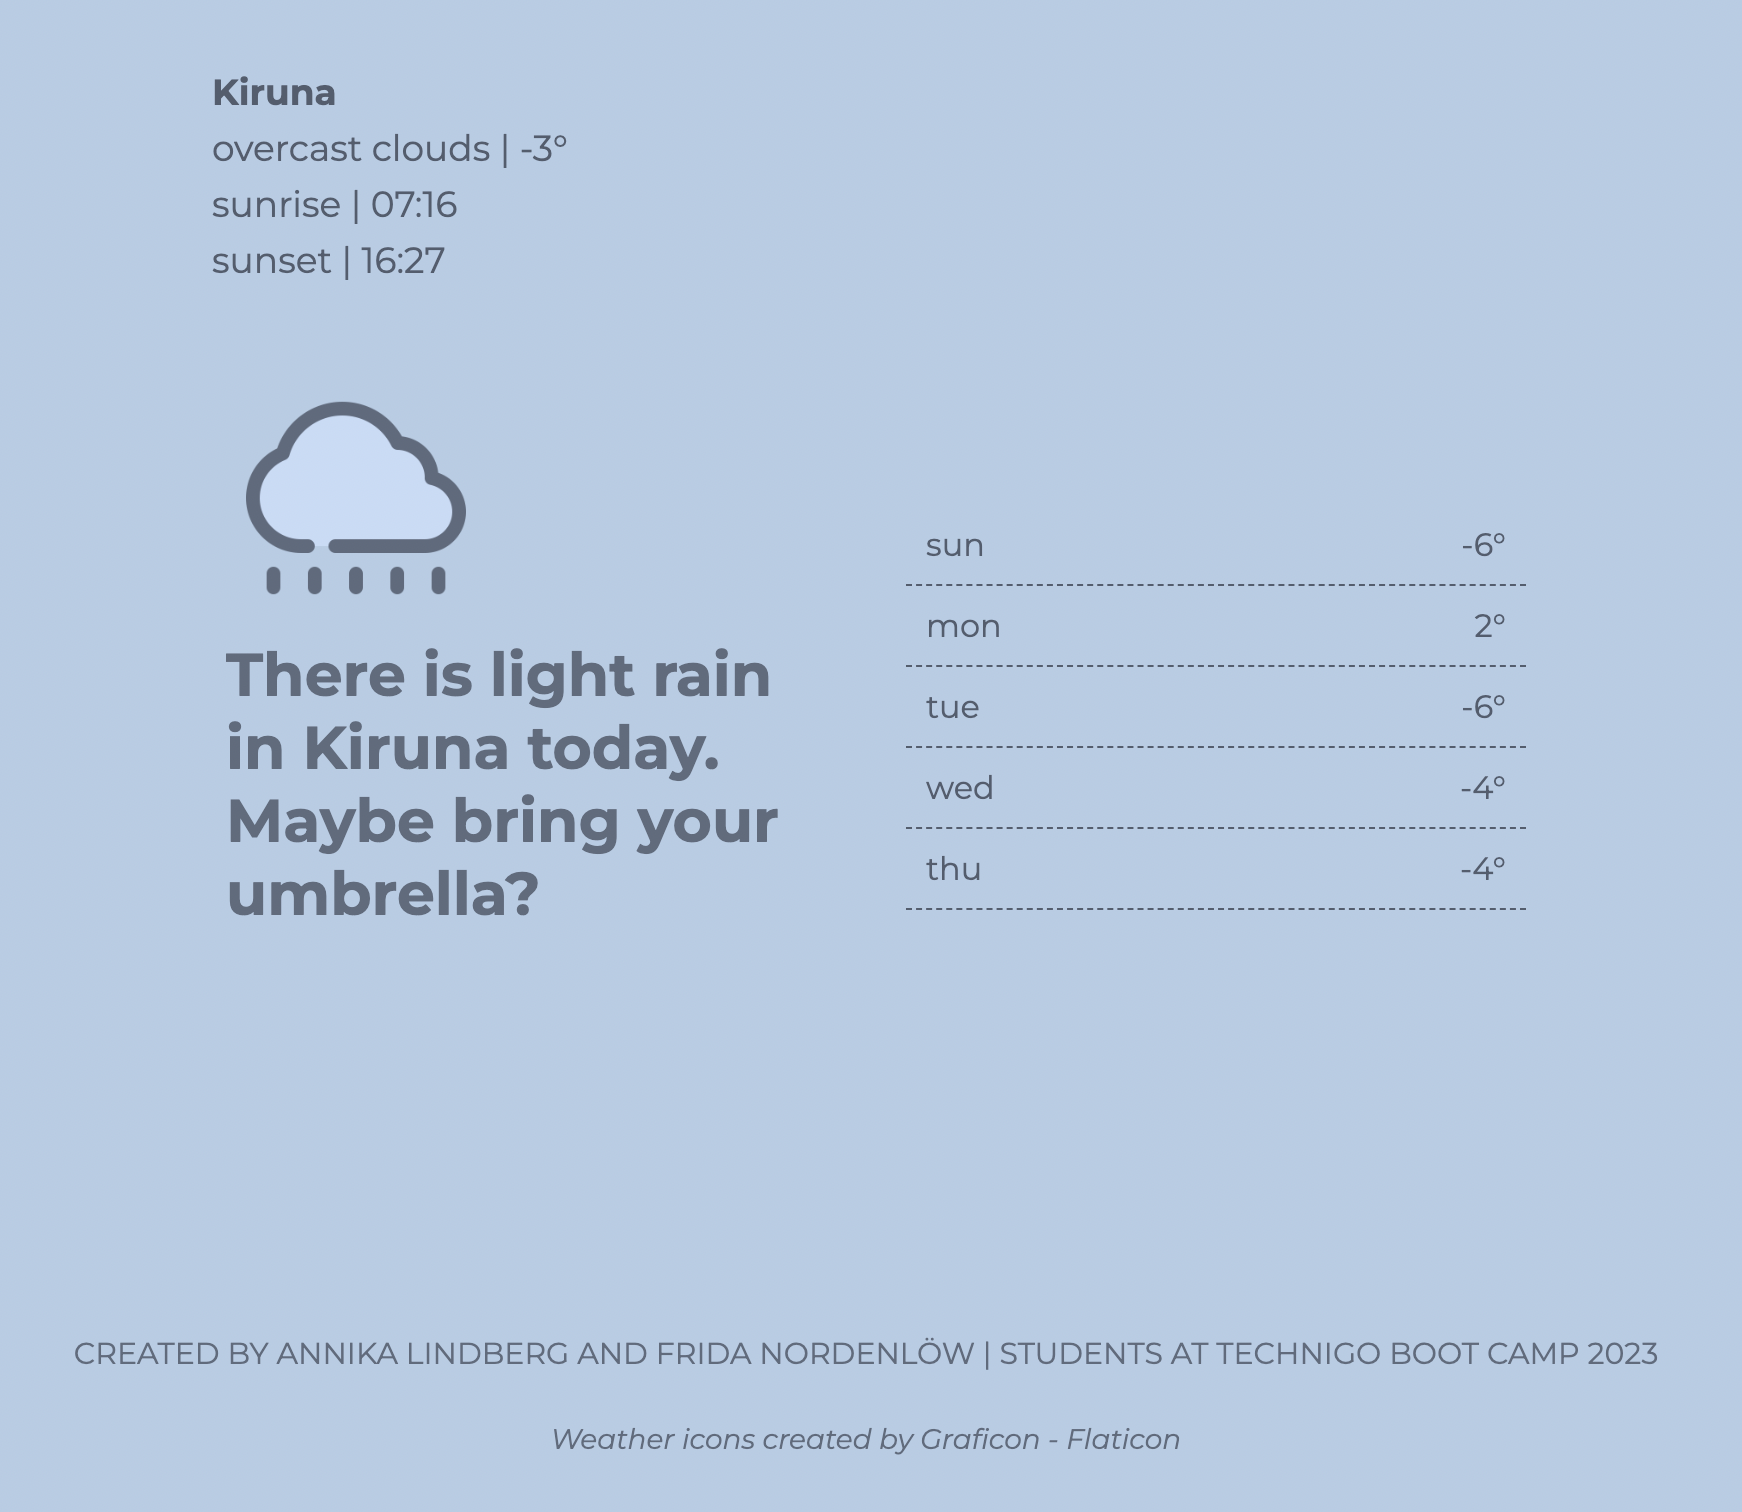 Kiruna
overcast clouds | -3°
sunrise | 07:16
sunset | 16:27
There is light rain
in Kiruna today.
Maybe bring your
umbrella?
sun -6°
mon 2°
tue -6°
wed -4°
thu -4°
CREATED BY ANNIKA LINDBERG AND FRIDA NORDENLÖW | STUDENTS AT TECHNIGO BOOT CAMP 2023
Weather icons created by Graficon - Flaticon